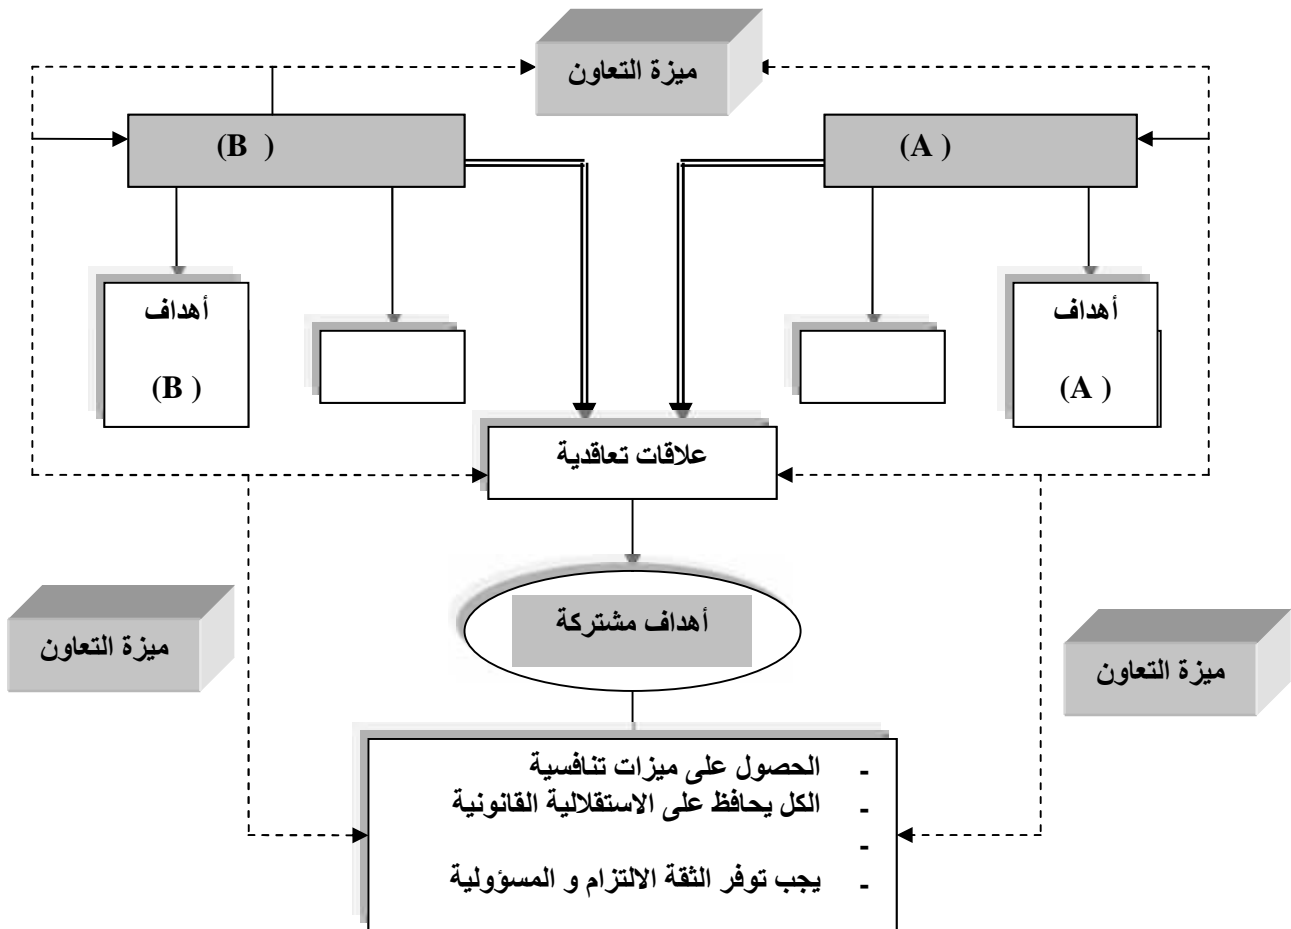 ميزة التعاون
(A )
(B )
أهداف
(A )
أهداف
(B )
علاقات تعاقدية
أهداف مشتركة
ميزة التعاون
ميزة التعاون
- الحصول على ميزات تنافسية
- الكل يحافظ على الاستقلالية القانونية
-
- يجب توفر الثقة الالتزام و المسؤولية